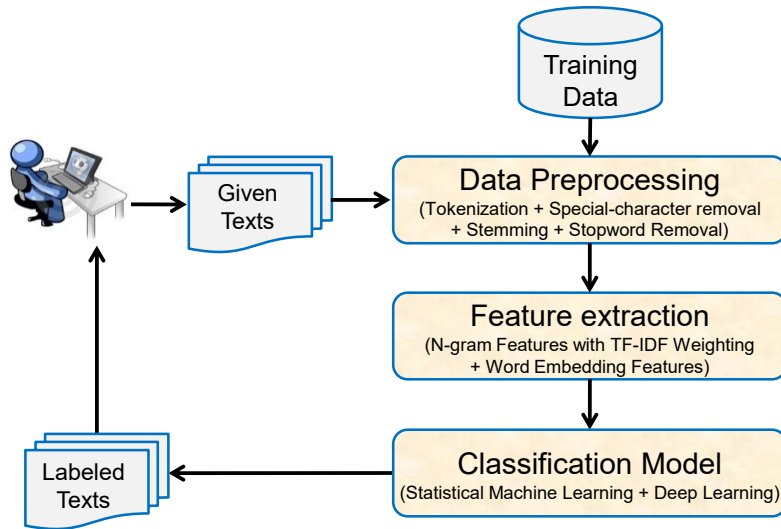 Training
Data
Data Preprocessing
(Tokenization + Special-character removal
+ Stemming + Stopword Removal)
Given
Texts
Feature extraction
(N-gram Features with TF-IDF Weighting
+ Word Embedding Features)
Classification Model
(Statistical Machine Learning + Deep Learning)
Labeled
Texts